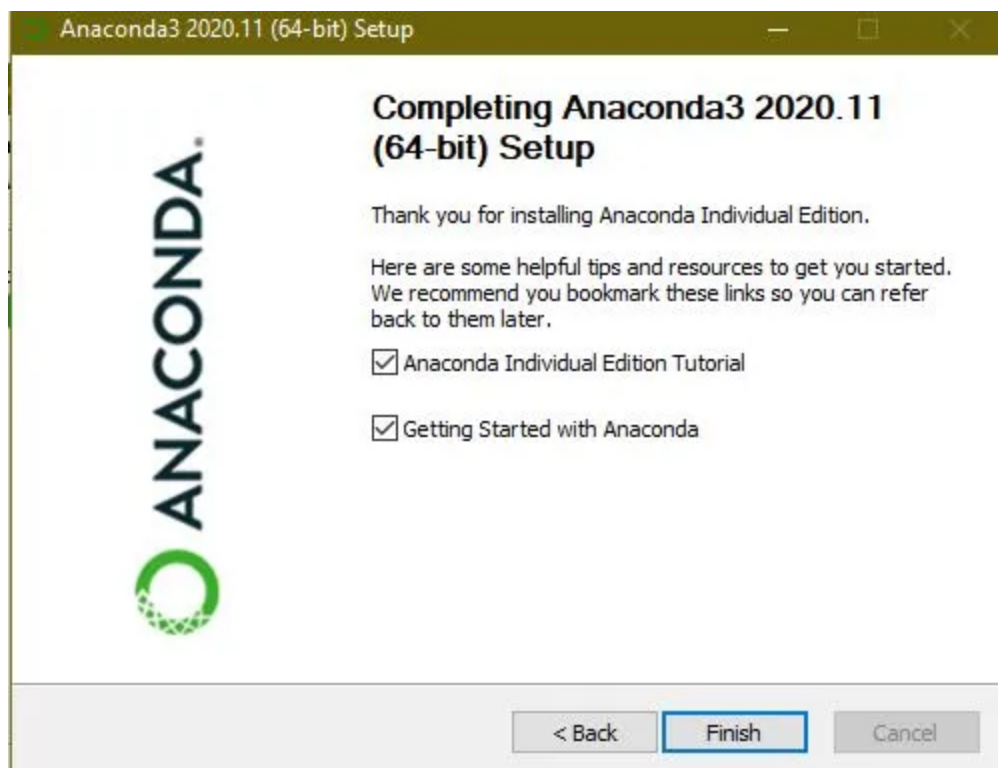 Anaconda3 2020.11 (64-bit) Setup
ANACONDA.
Completing Anaconda3 2020.11
(64-bit) Setup
Thank you for installing Anaconda Individual Edition.
Here are some helpful tips and resources to get you started.
We recommend you bookmark these links so you can refer
back to them later.
Anaconda Individual Edition Tutorial
Getting Started with Anaconda
< Back
Finish
Cancel